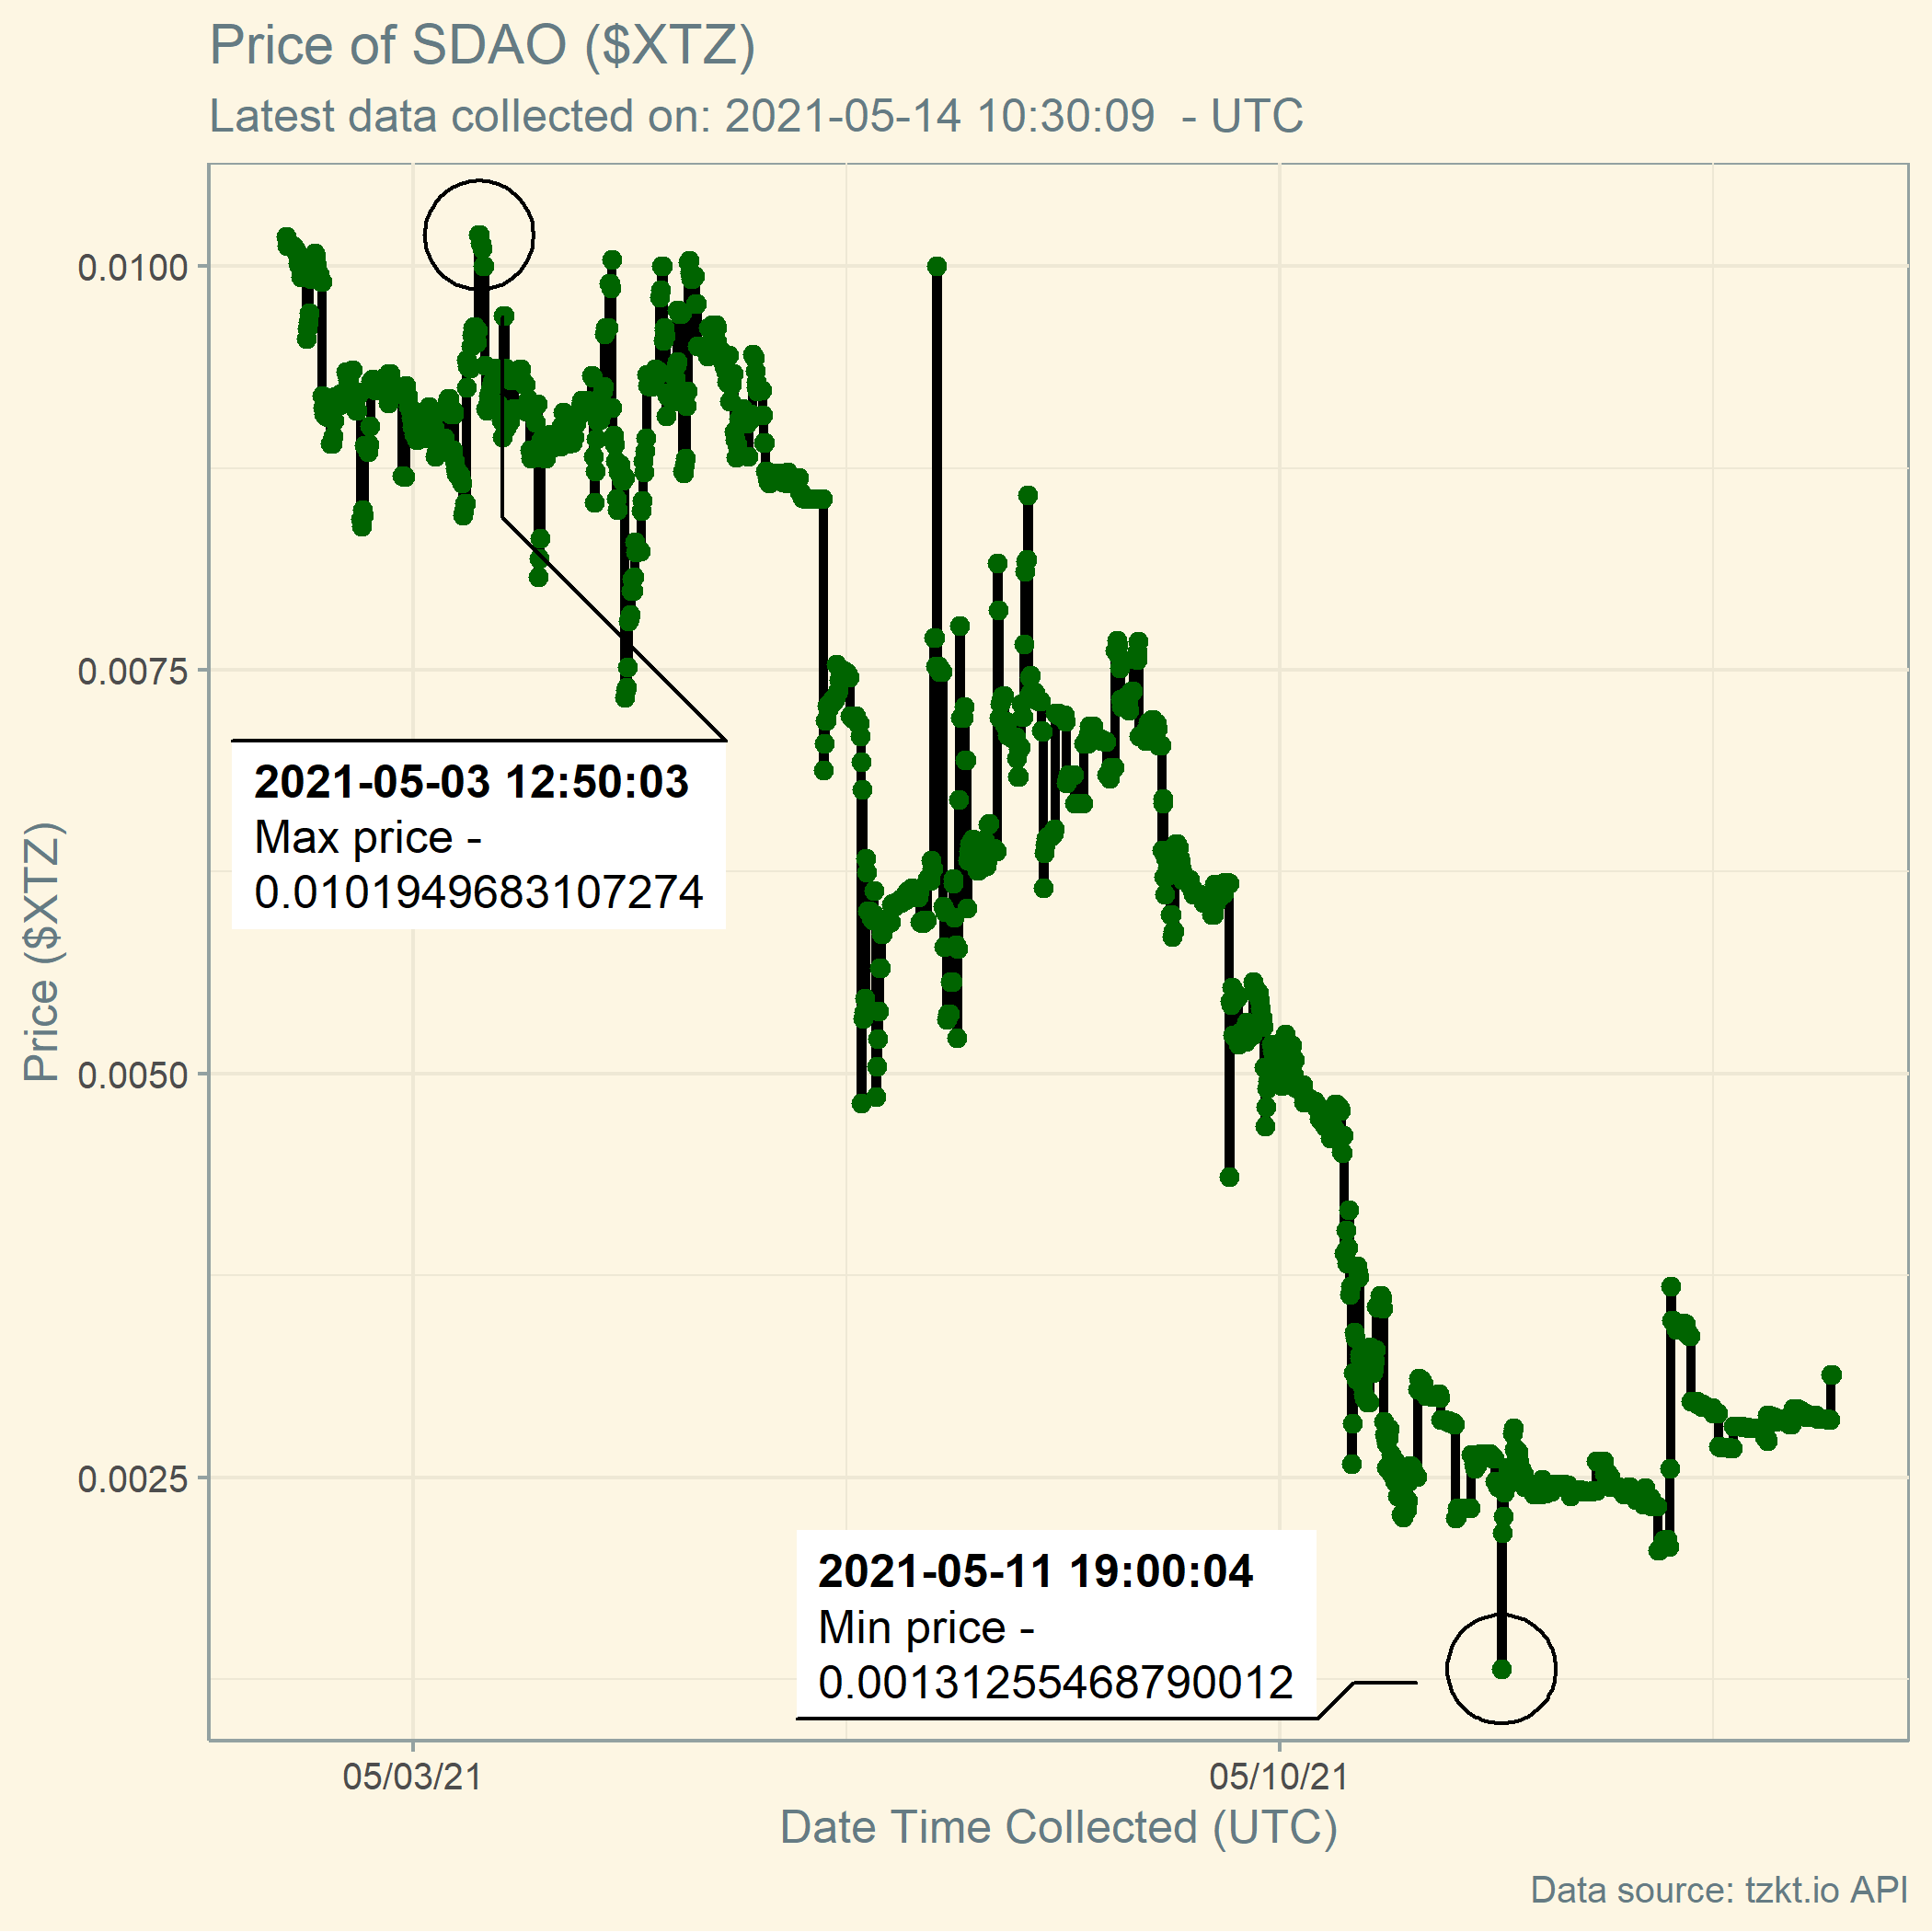 Price of SDAO ($XTZ)
Latest data collected on: 2021-05-14 10:30:09  - UTC
Price ($XTZ)
0.0100
0.0075
0.0050
0.0025
2021-05-03 12:50:03
Max price -
0.0101949683107274
2021-05-11 19:00:04
Min price -
0.00131255468790012
05/03/21
05/10/21
Date Time Collected (UTC)
Data source: tzkt.io API